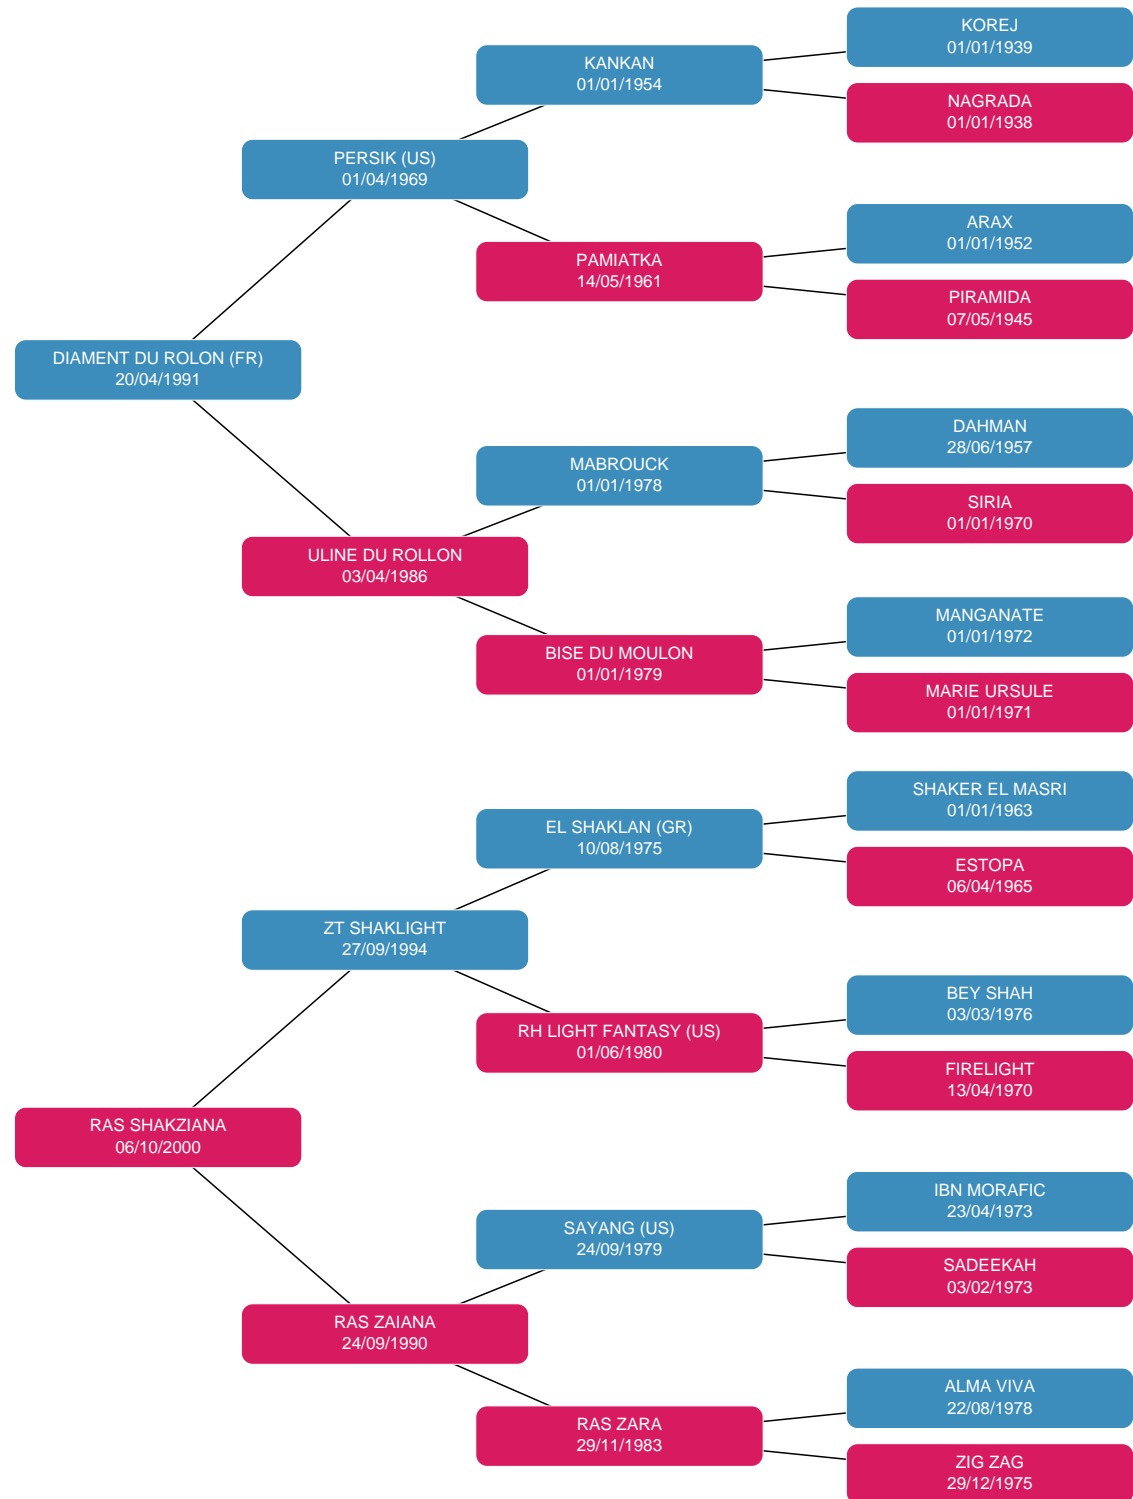 KOREJ
01/01/1939
KANKAN
01/01/1954
NAGRADA
01/01/1938
PERSIK (US)
01/04/1969
ARAX
01/01/1952
PAMIATKA
14/05/1961
PIRAMIDA
07/05/1945
DIAMENT DU ROLON (FR)
20/04/1991
DAHMAN
28/06/1957
MABROUCK
01/01/1978
SIRIA
01/01/1970
ULINE DU ROLLON
03/04/1986
MANGANATE
01/01/1972
BISE DU MOULON
01/01/1979
MARIE URSULE
01/01/1971
SHAKER EL MASRI
01/01/1963
EL SHAKLAN (GR)
10/08/1975
ESTOPA
06/04/1965
ZT SHAKLIGHT
27/09/1994
BEY SHAH
03/03/1976
RH LIGHT FANTASY (US)
01/06/1980
FIRELIGHT
13/04/1970
RAS SHAKZIANA
06/10/2000
IBN MORAFIC
23/04/1973
SAYANG (US)
24/09/1979
SADEEKAH
03/02/1973
RAS ZAIANA
24/09/1990
ALMA VIVA
22/08/1978
RAS ZARA
29/11/1983
ZIG ZAG
29/12/1975